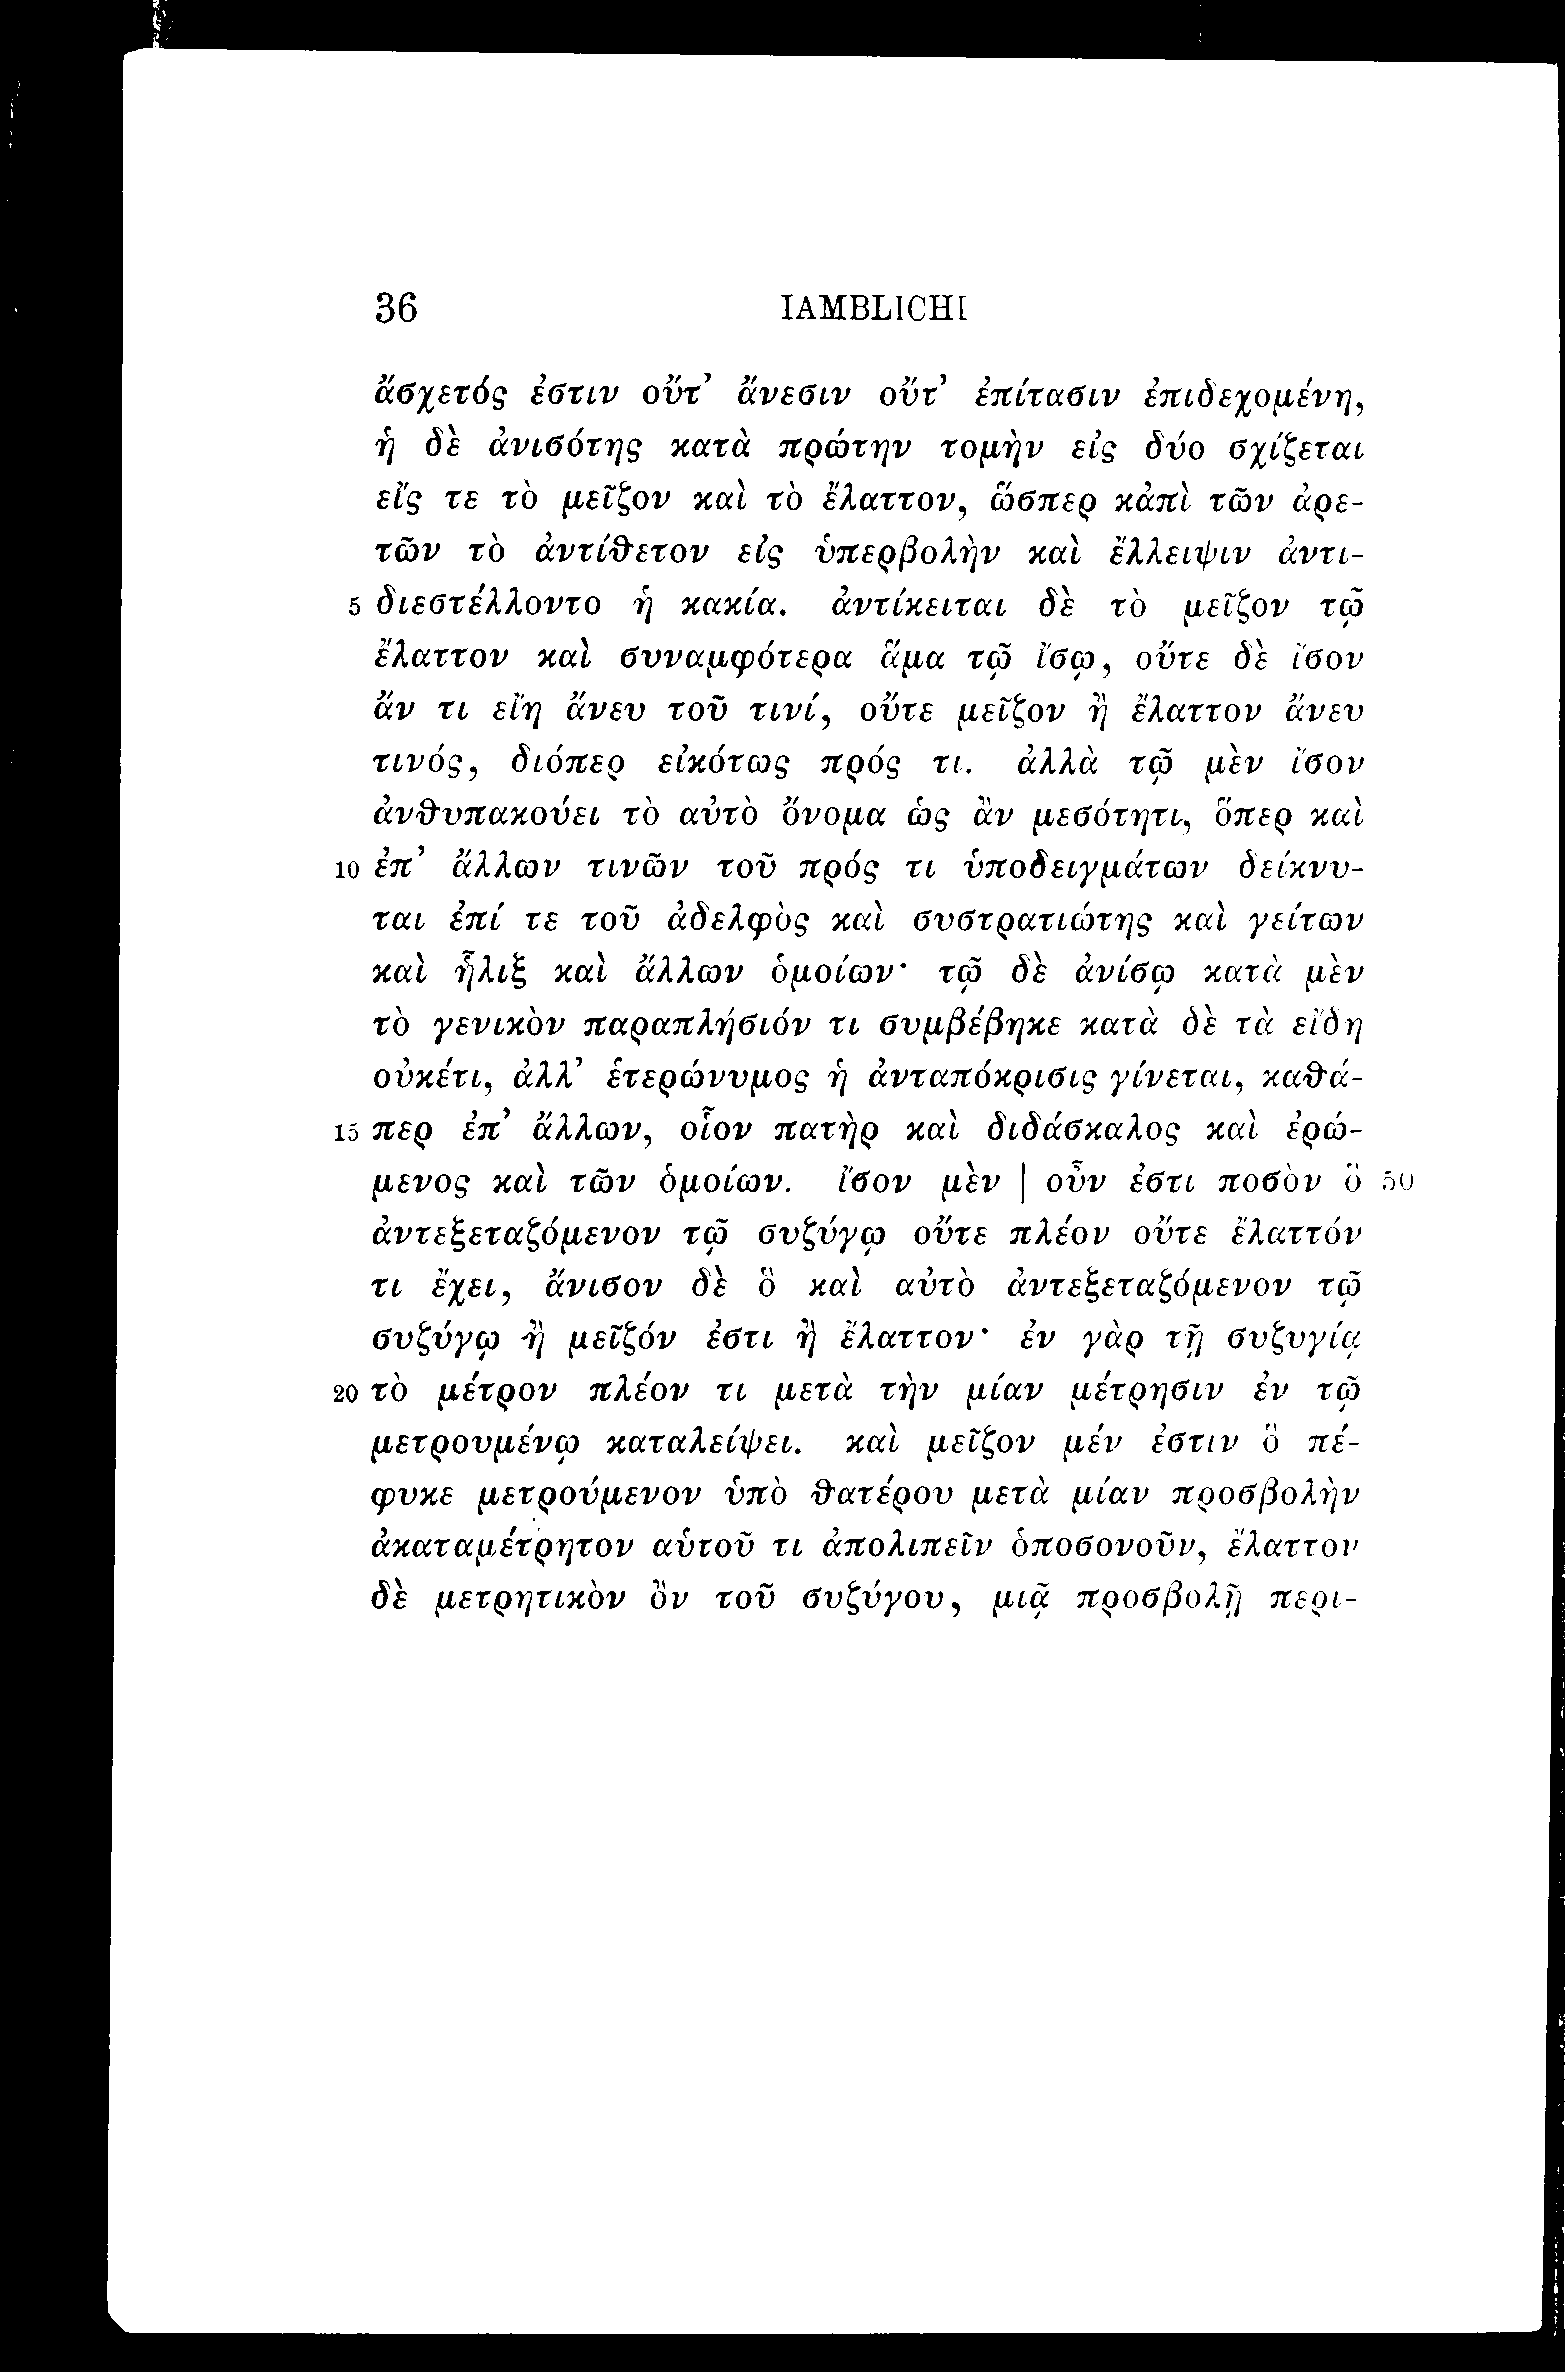 36 IAMBLICHI
ἄσχετός ἐστιν οὔτ’ ἄνεσιν οὔτ’ ἐπίτασιν ἐπιδεχομένη,
ἡ δὲ ἀνισότης κατὰ πρώτην τομὴν εἰς δύο σχίζεται
εἴς τε τὸ μεῖζον καὶ τὸ ἔλαττον, ὥσπερ κἀπὶ τῶν ἀρε-
τῶν τὸ ἀντίθετον εἰς ὑπερβολὴν καὶ ἔλλειψιν ἀντι-
5 διεστέλλοντο ἡ κακία. ἀντίκειται δὲ τὸ μεῖζον τῷ
ἔλαττον καὶ συναμφότερα ἅμα τῷ ἴσῳ, οὔτε δὲ ἴσον
ἄν τι εἴη ἄνευ τοῦ τινί, οὔτε μεῖζον ἢ ἔλαττον ἄνευ
τινός, διόπερ εἰκότως πρός τι. ἀλλὰ τῷ μὲν ἴσον
ἀνθυπακούει τὸ αὐτὸ ὄνομα ὡς ἂν μεσότητι, ὅπερ καὶ
10 ἐπ’ ἄλλων τινῶν τοῦ πρός τι ὑποδειγμάτων δείκνυ-
ται ἐπί τε τοῦ ἀδελφὸς καὶ συστρατιώτης καὶ γείτων
καὶ ἧλιξ καὶ ἄλλων ὁμοίων· τῷ δὲ ἀνίσῳ κατὰ μὲν
τὸ γενικὸν παραπλήσιόν τι συμβέβηκε κατὰ δὲ τὰ εἴδη
οὐκέτι, ἀλλ’ ἑτερώνυμος ἡ ἀνταπόκρισις γίνεται, καθά-
15 περ ἐπ’ ἄλλων, οἷον πατὴρ καὶ διδάσκαλος καὶ ἐρώ-
μενος καὶ τῶν ὁμοίων. ἴσον μὲν | οὖν ἐστι ποσὸν ὃ 50
ἀντεξεταζόμενον τῷ συζύγῳ οὔτε πλέον οὔτε ἔλαττόν
τι ἔχει, ἄνισον δὲ ὃ καὶ αὐτὸ ἀντεξεταζόμενον τῷ
συζύγῳ ἢ μεῖζόν ἐστι ἢ ἔλαττον· ἐν γὰρ τῇ συζυγίᾳ
20 τὸ μέτρον πλέον τι μετὰ τὴν μίαν μέτρησιν ἐν τῷ
μετρουμένῳ καταλείψει. καὶ μεῖζον μέν ἐστιν ὃ πέ-
φυκε μετρούμενον ὑπὸ θατέρου μετὰ μίαν προσβολὴν
ἀκαταμέτρητον αὑτοῦ τι ἀπολιπεῖν ὁποσονοῦν, ἔλαττον
δὲ μετρητικὸν ὂν τοῦ συζύγου, μιᾷ προσβολῇ περι-